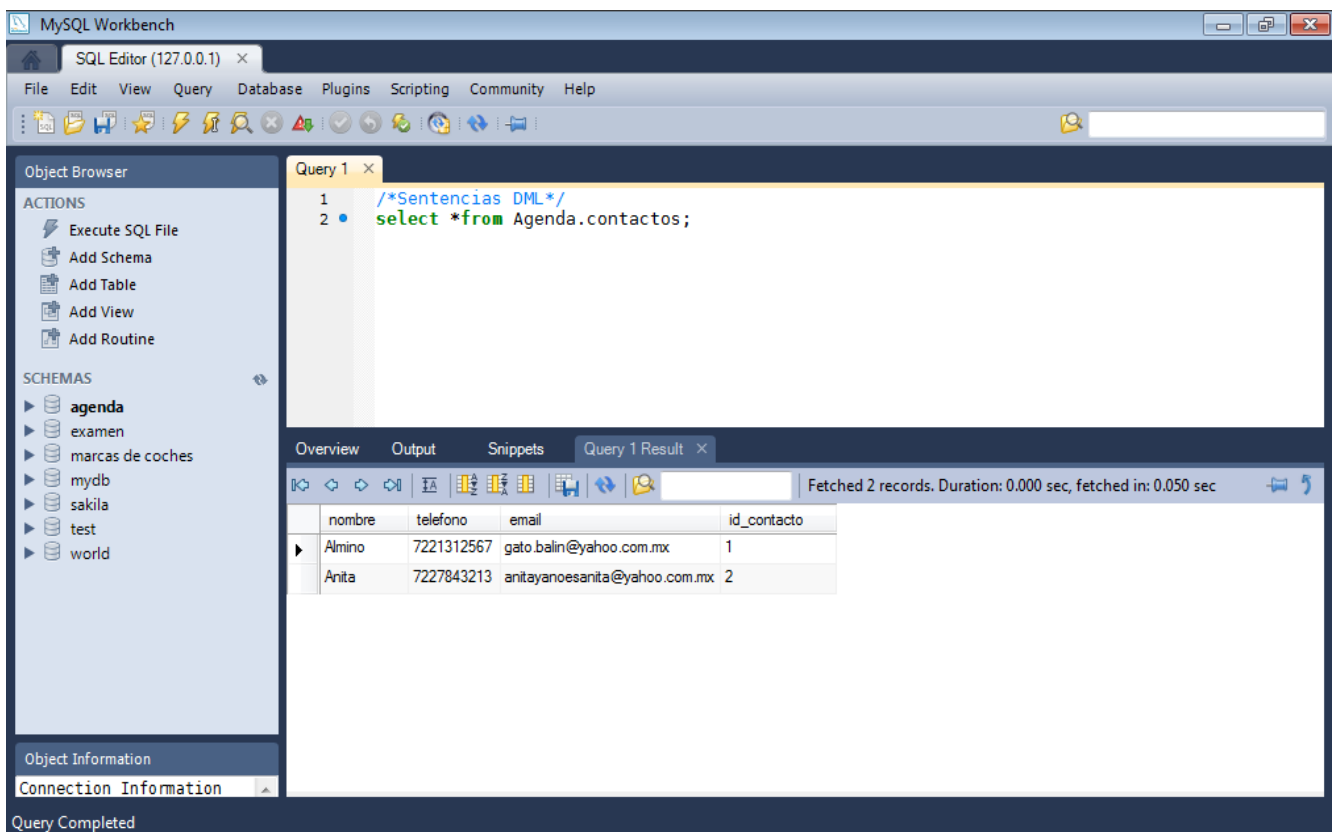 MySQL Workbench
SQL Editor (127.0.0.1)
File Edit View Query Database Plugins Scripting Community Help
Object Browser
ACTIONS
Execute SQL File
Add Schema
Add Table
Add View
Add Routine
SCHEMAS
agenda
examen
marcas de coches
mydb
sakila
test
world
Object Information
Connection Information
Query 1
1 /*Sentencias DML*/
2 select *from Agenda.contactos;
Overview Output Snippets Query 1 Result
Fetched 2 records. Duration: 0.000 sec, fetched in: 0.050 sec
nombre telefono email id_contacto
Almino 7221312567 gato.balin@yahoo.com.mx 1
Anita 7227843213 anitayanoesanita@yahoo.com.mx 2
Query Completed